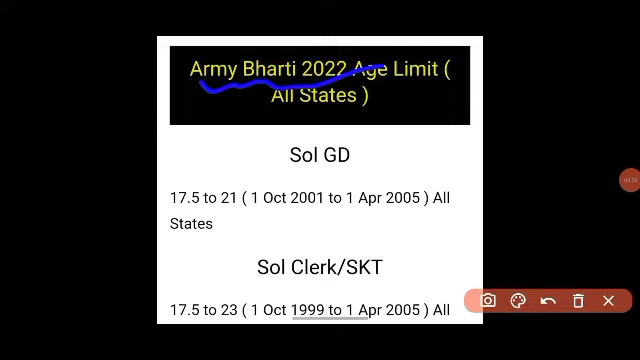 Army Bharti 2022 Age Limit (
All States )
Sol GD
17.5 to 21 ( 1 Oct 2001 to 1 Apr 2005 ) All
States
Sol Clerk/SKT
17.5 to 23 ( 1 Oct 1999 to 1 Apr 2005 ) All